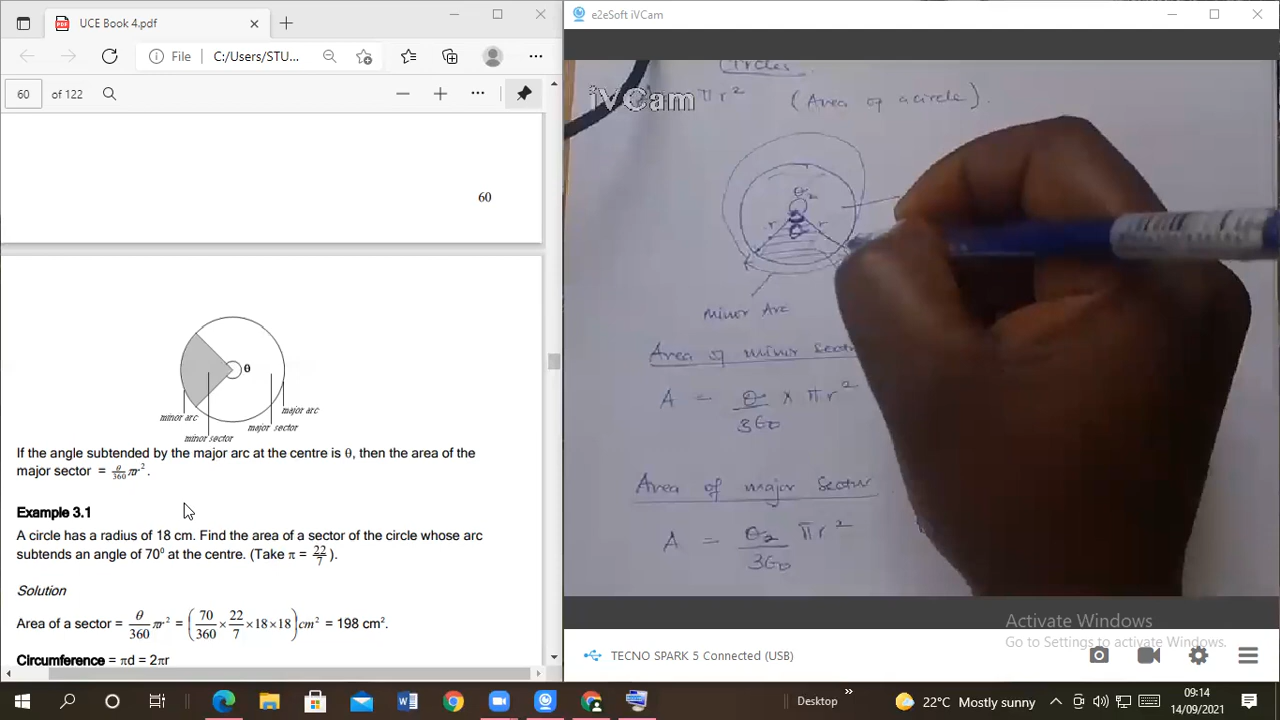 UCE Book 4.pdf
File
C:/Users/STU...
60 of 122
60
θ
minor arc
major arc
minor sector
major sector
If the angle subtended by the major arc at the centre is θ, then the area of the
major sector = θ/360 πr².
Example 3.1
A circle has a radius of 18 cm. Find the area of a sector of the circle whose arc
subtends an angle of 70⁰ at the centre. (Take π = 22/7).
Solution
Area of a sector = θ/360 πr² = (70/360 × 22/7 × 18 × 18) cm² = 198 cm².
Circumference = πd = 2πr
e2eSoft iVCam
iVCam
Circles.
πr² (Area of a circle).
θ₂
r θ r
minor Arc
Area of minor Sect
A = θ/360 × πr²
Area of major Sector
A = θ₂/360 πr²
Activate Windows
Go to Settings to activate Windows.
TECNO SPARK 5 Connected (USB)
Desktop
22°C Mostly sunny
09:14
14/09/2021